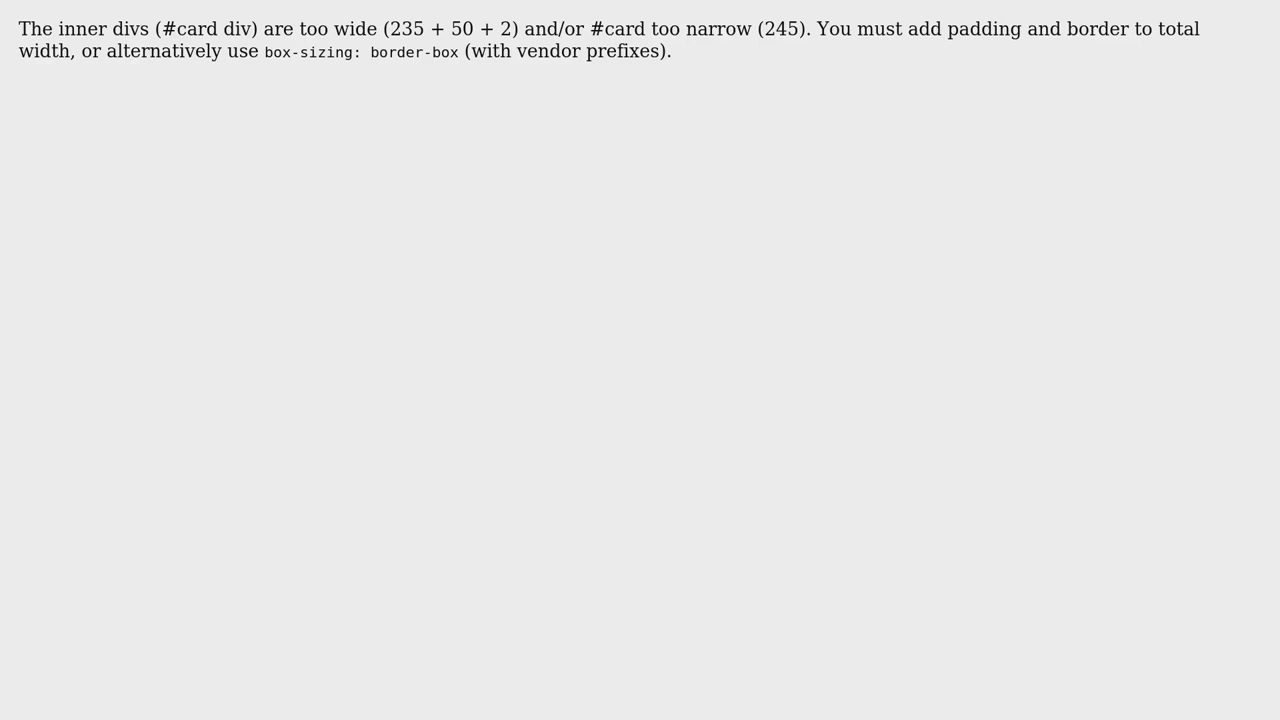 The inner divs (#card div) are too wide (235 + 50 + 2) and/or #card too narrow (245). You must add padding and border to total
width, or alternatively use box-sizing: border-box (with vendor prefixes).